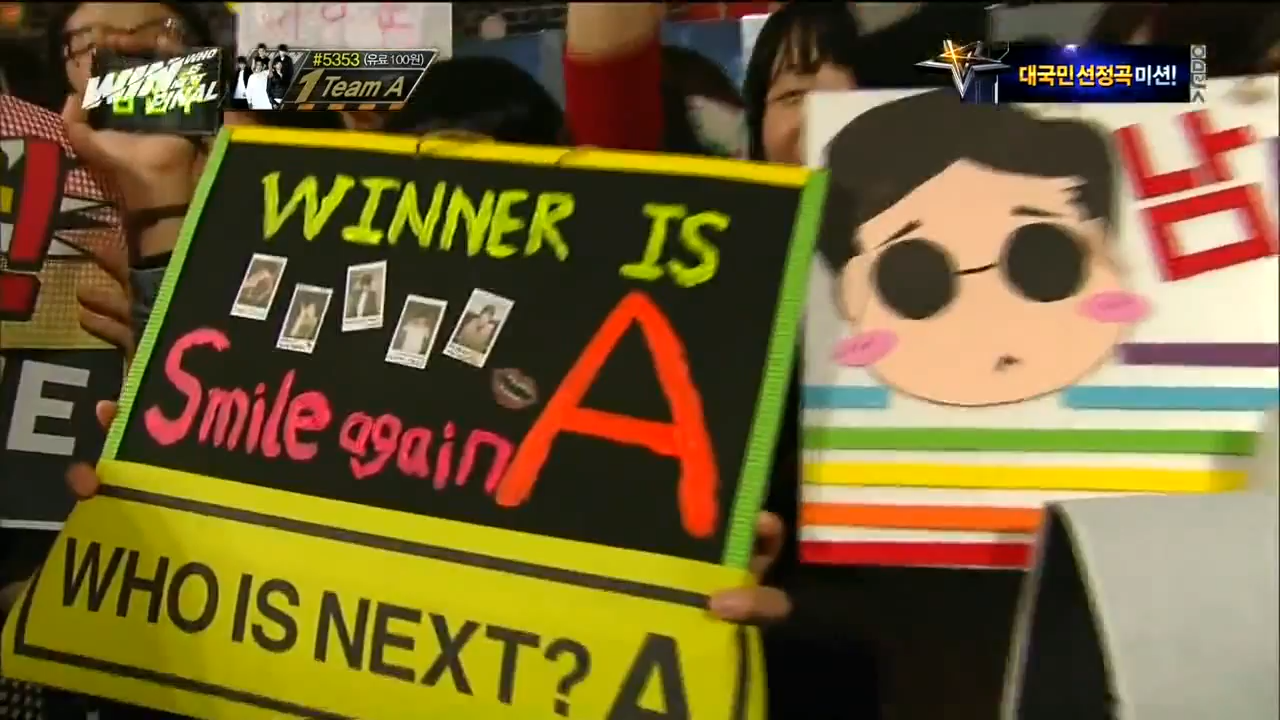 WIN
WHO
IS
NEXT
FINAL
#5353 (유료 100원)
1 Team A
대국민 선정곡 미션!
WINNER IS
A
Smile again
WHO IS NEXT? A
남
E